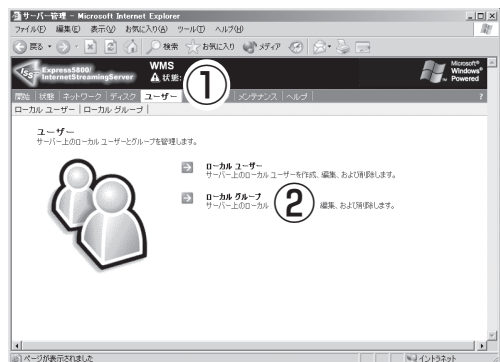 サーバー管理 - Microsoft Internet Explorer
ファイル(F) 編集(E) 表示(V) お気に入り(A) ツール(T) ヘルプ(H)
戻る 検索 お気に入り メディア
Express5800/
InternetStreamingServer
WMS
状態:
Microsoft®
Windows®
Powered
開始 状態 ネットワーク ディスク ユーザー メンテナンス ヘルプ ?
ローカル ユーザー ローカル グループ
①
ユーザー
サーバー上のローカル ユーザーとグループを管理します。
ローカル ユーザー
サーバー上のローカル ユーザーを作成、編集、および削除します。
ローカル グループ
サーバー上のローカル 編集、および削除します。
②
ページが表示されました イントラネット